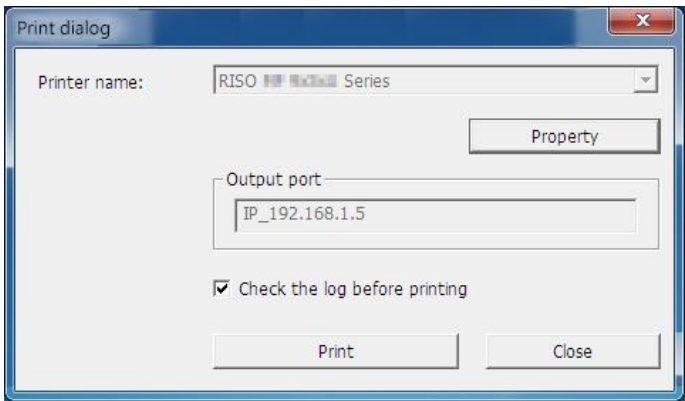 Print dialog
Printer name:
RISO Series
Property
Output port
IP_192.168.1.5
Check the log before printing
Print
Close